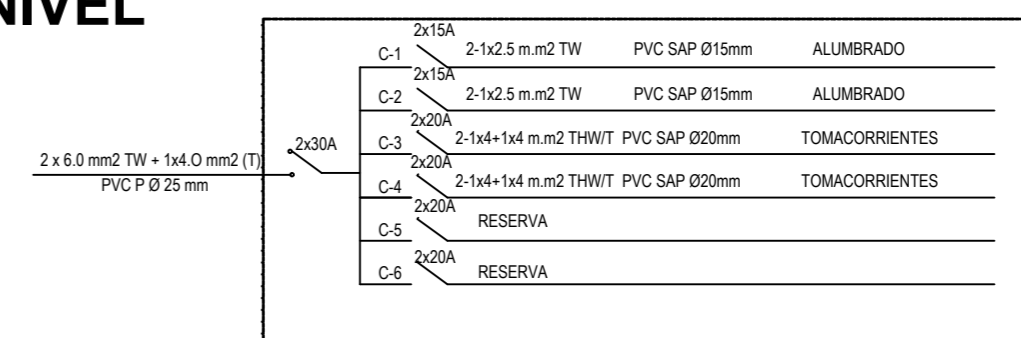 NIVEL
2x15A
C-1 2-1x2.5 m.m2 TW PVC SAP Ø15mm ALUMBRADO
2x15A
C-2 2-1x2.5 m.m2 TW PVC SAP Ø15mm ALUMBRADO
2x20A
2x30A C-3 2-1x4+1x4 m.m2 THW/T PVC SAP Ø20mm TOMACORRIENTES
2 x 6.0 mm2 TW + 1x4.O mm2 (T)
2x20A
PVC P Ø 25 mm
C-4 2-1x4+1x4 m.m2 THW/T PVC SAP Ø20mm TOMACORRIENTES
2x20A
C-5 RESERVA
2x20A
C-6 RESERVA